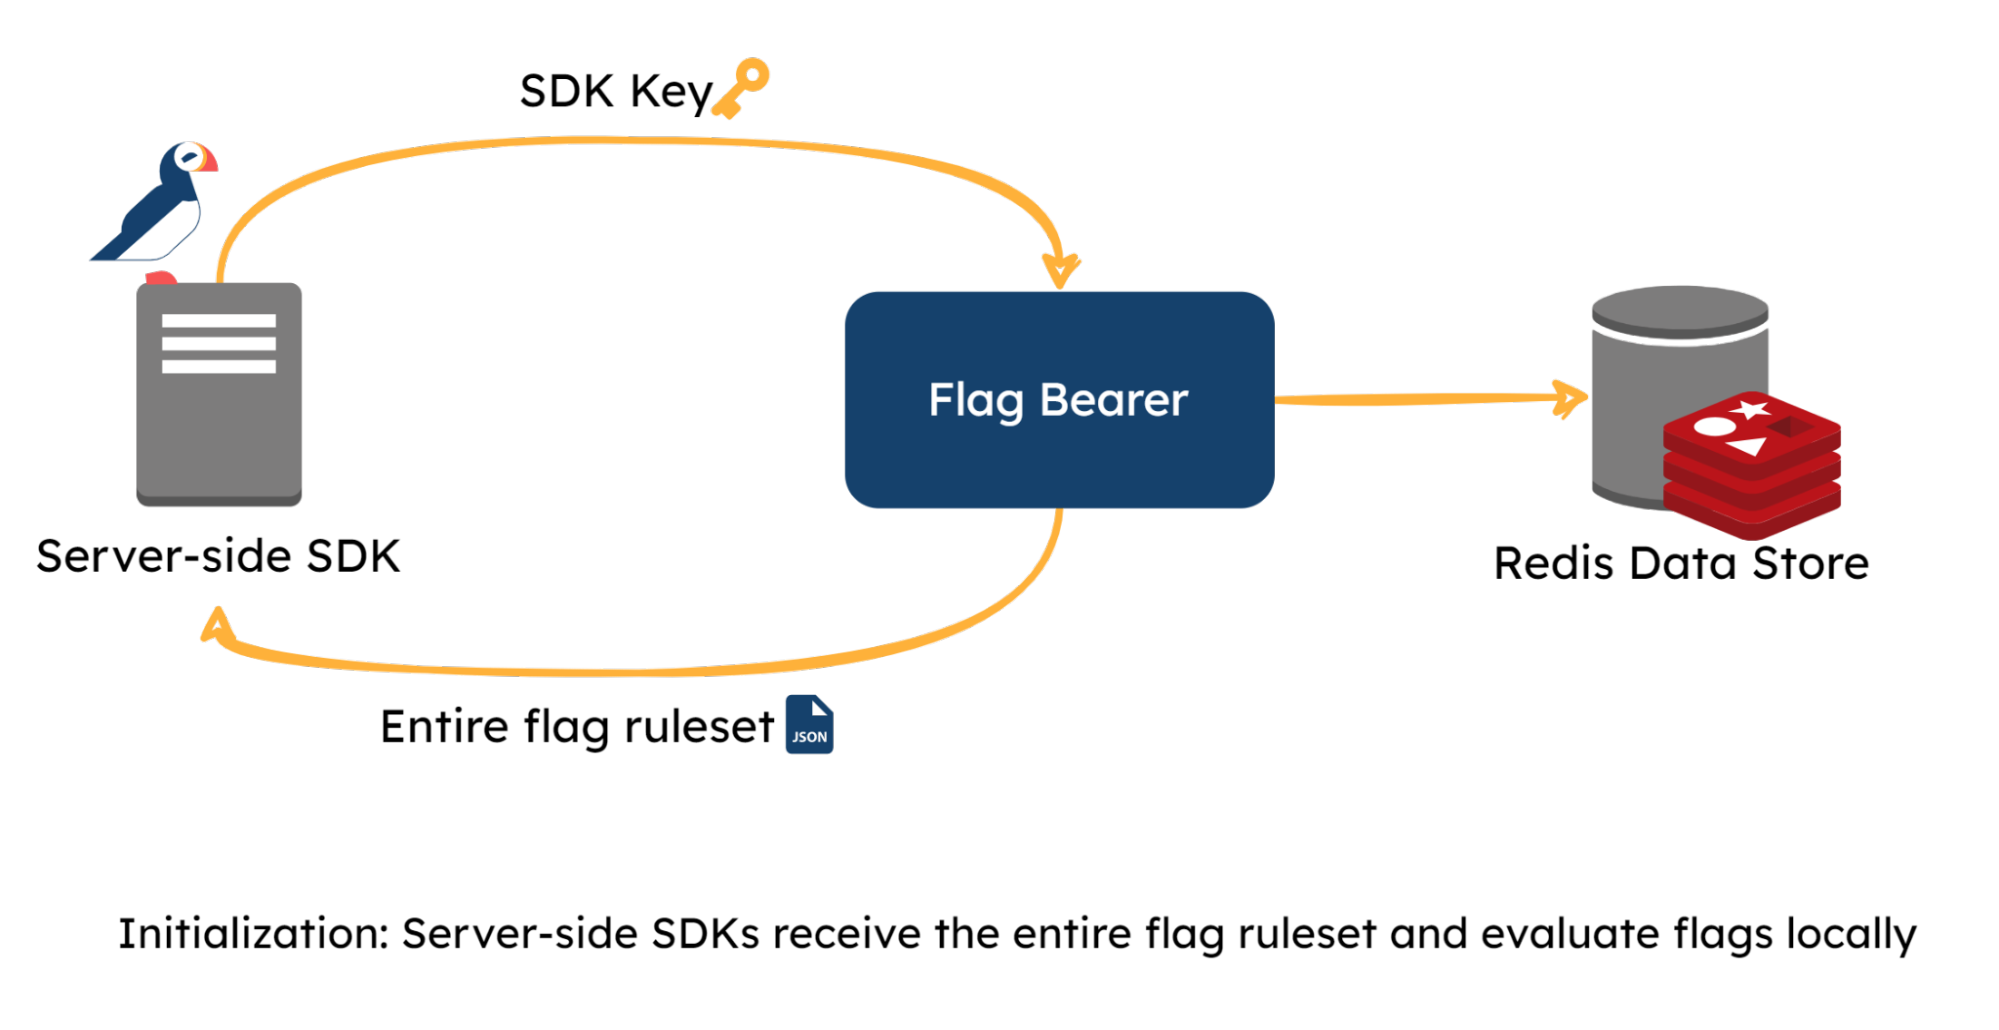 SDK Key
Flag Bearer
Server-side SDK
Redis Data Store
Entire flag ruleset
JSON
Initialization: Server-side SDKs receive the entire flag ruleset and evaluate flags locally